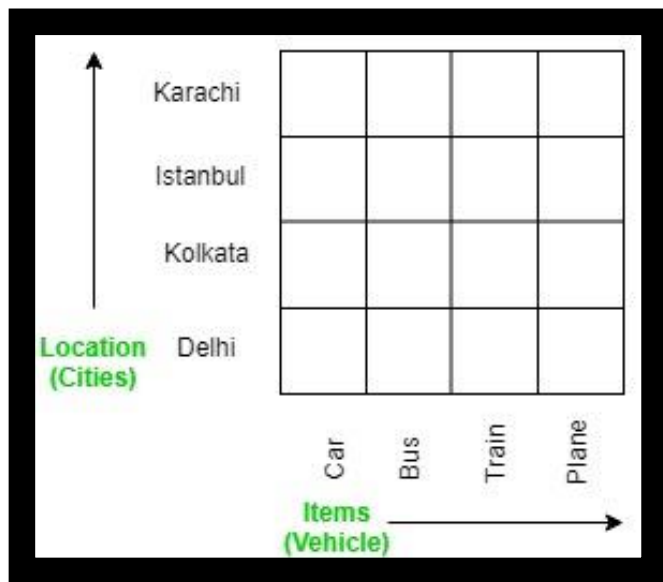 Karachi
Istanbul
Kolkata
Delhi
Location
(Cities)
Car
Bus
Train
Plane
Items
(Vehicle)